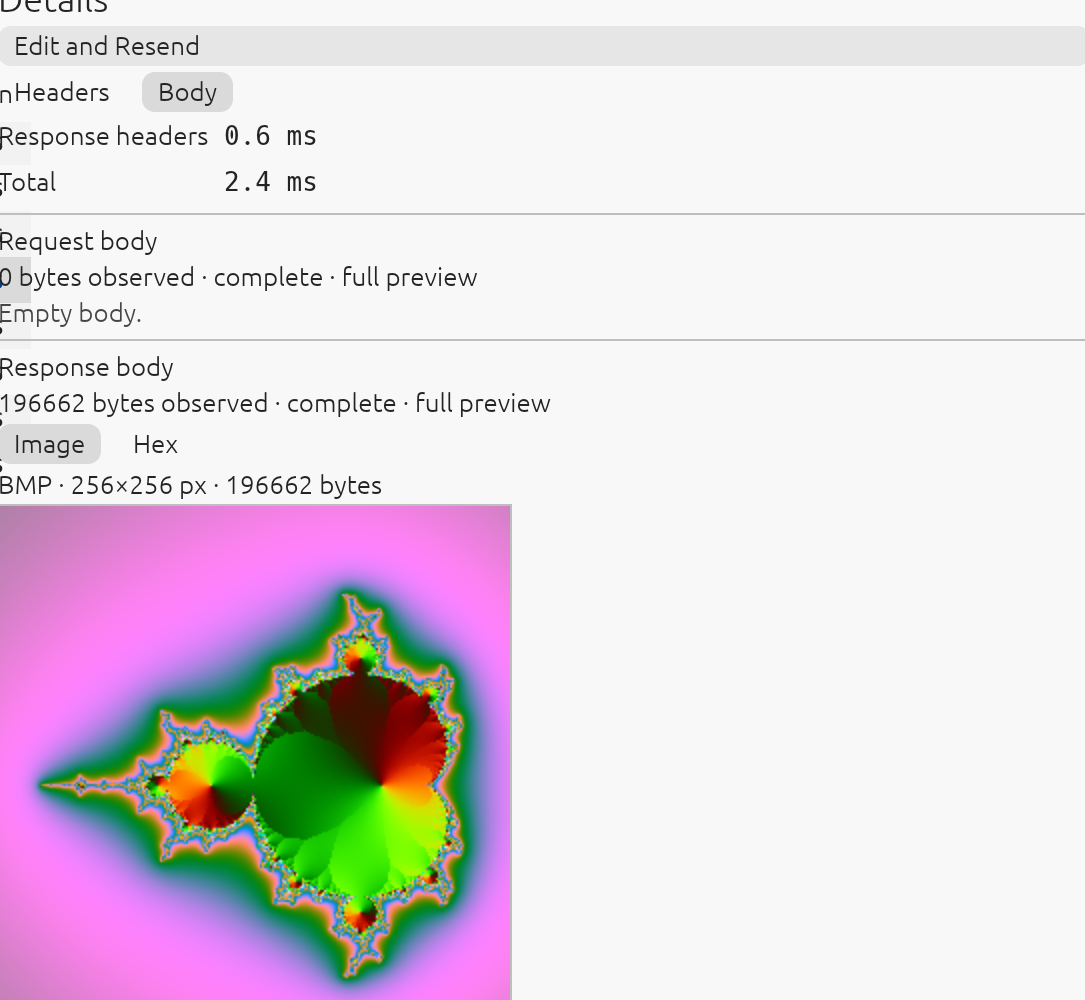 Details
Edit and Resend
Headers Body
Response headers 0.6 ms
Total 2.4 ms
Request body
0 bytes observed · complete · full preview
Empty body.
Response body
196662 bytes observed · complete · full preview
Image Hex
BMP · 256×256 px · 196662 bytes